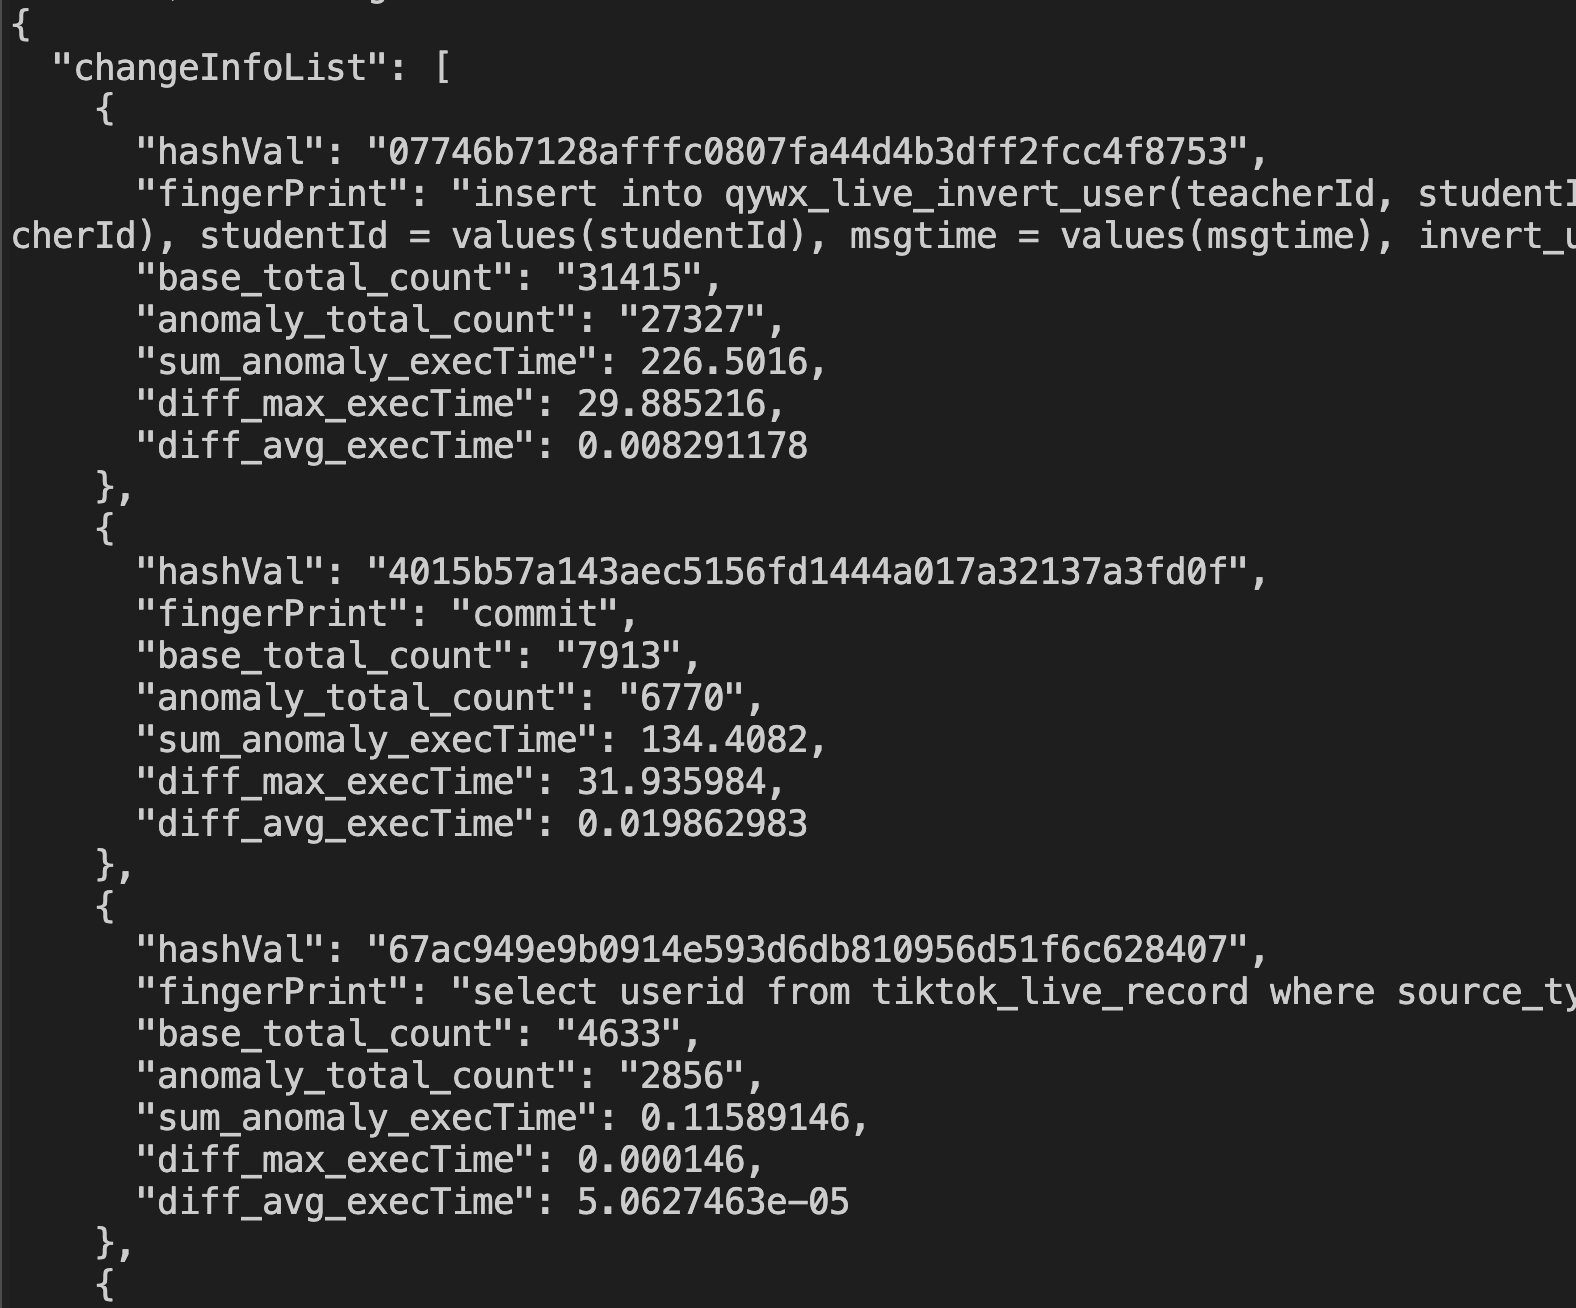 {
  "changeInfoList": [
    {
      "hashVal": "07746b7128afffc0807fa44d4b3dff2fcc4f8753",
      "fingerPrint": "insert into qywx_live_invert_user(teacherId, studentI
cherId), studentId = values(studentId), msgtime = values(msgtime), invert_u
      "base_total_count": "31415",
      "anomaly_total_count": "27327",
      "sum_anomaly_execTime": 226.5016,
      "diff_max_execTime": 29.885216,
      "diff_avg_execTime": 0.008291178
    },
    {
      "hashVal": "4015b57a143aec5156fd1444a017a32137a3fd0f",
      "fingerPrint": "commit",
      "base_total_count": "7913",
      "anomaly_total_count": "6770",
      "sum_anomaly_execTime": 134.4082,
      "diff_max_execTime": 31.935984,
      "diff_avg_execTime": 0.019862983
    },
    {
      "hashVal": "67ac949e9b0914e593d6db810956d51f6c628407",
      "fingerPrint": "select userid from tiktok_live_record where source_ty
      "base_total_count": "4633",
      "anomaly_total_count": "2856",
      "sum_anomaly_execTime": 0.11589146,
      "diff_max_execTime": 0.000146,
      "diff_avg_execTime": 5.0627463e-05
    },
    {